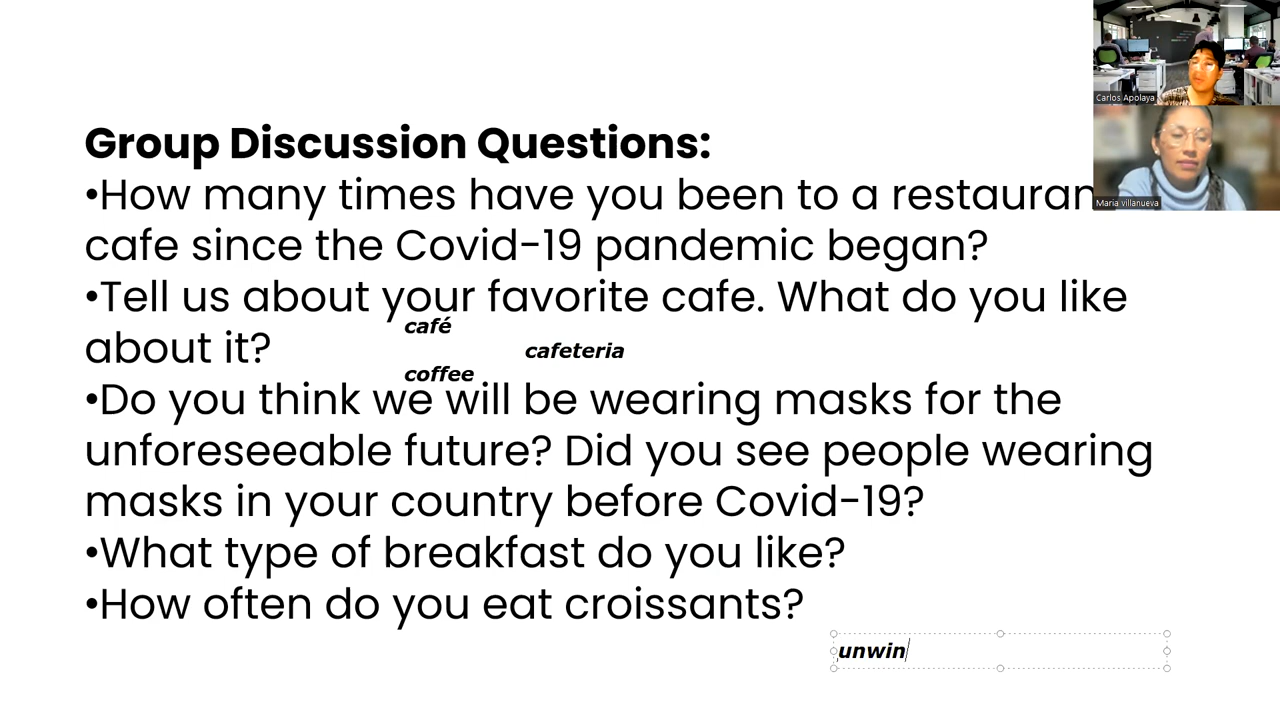 Group Discussion Questions:
•How many times have you been to a restauran
cafe since the Covid-19 pandemic began?
•Tell us about your favorite cafe. What do you like
café
about it?
cafeteria
coffee
•Do you think we will be wearing masks for the
unforeseeable future? Did you see people wearing
masks in your country before Covid-19?
•What type of breakfast do you like?
•How often do you eat croissants?
unwin
Carlos Apolaya
Maria villanueva